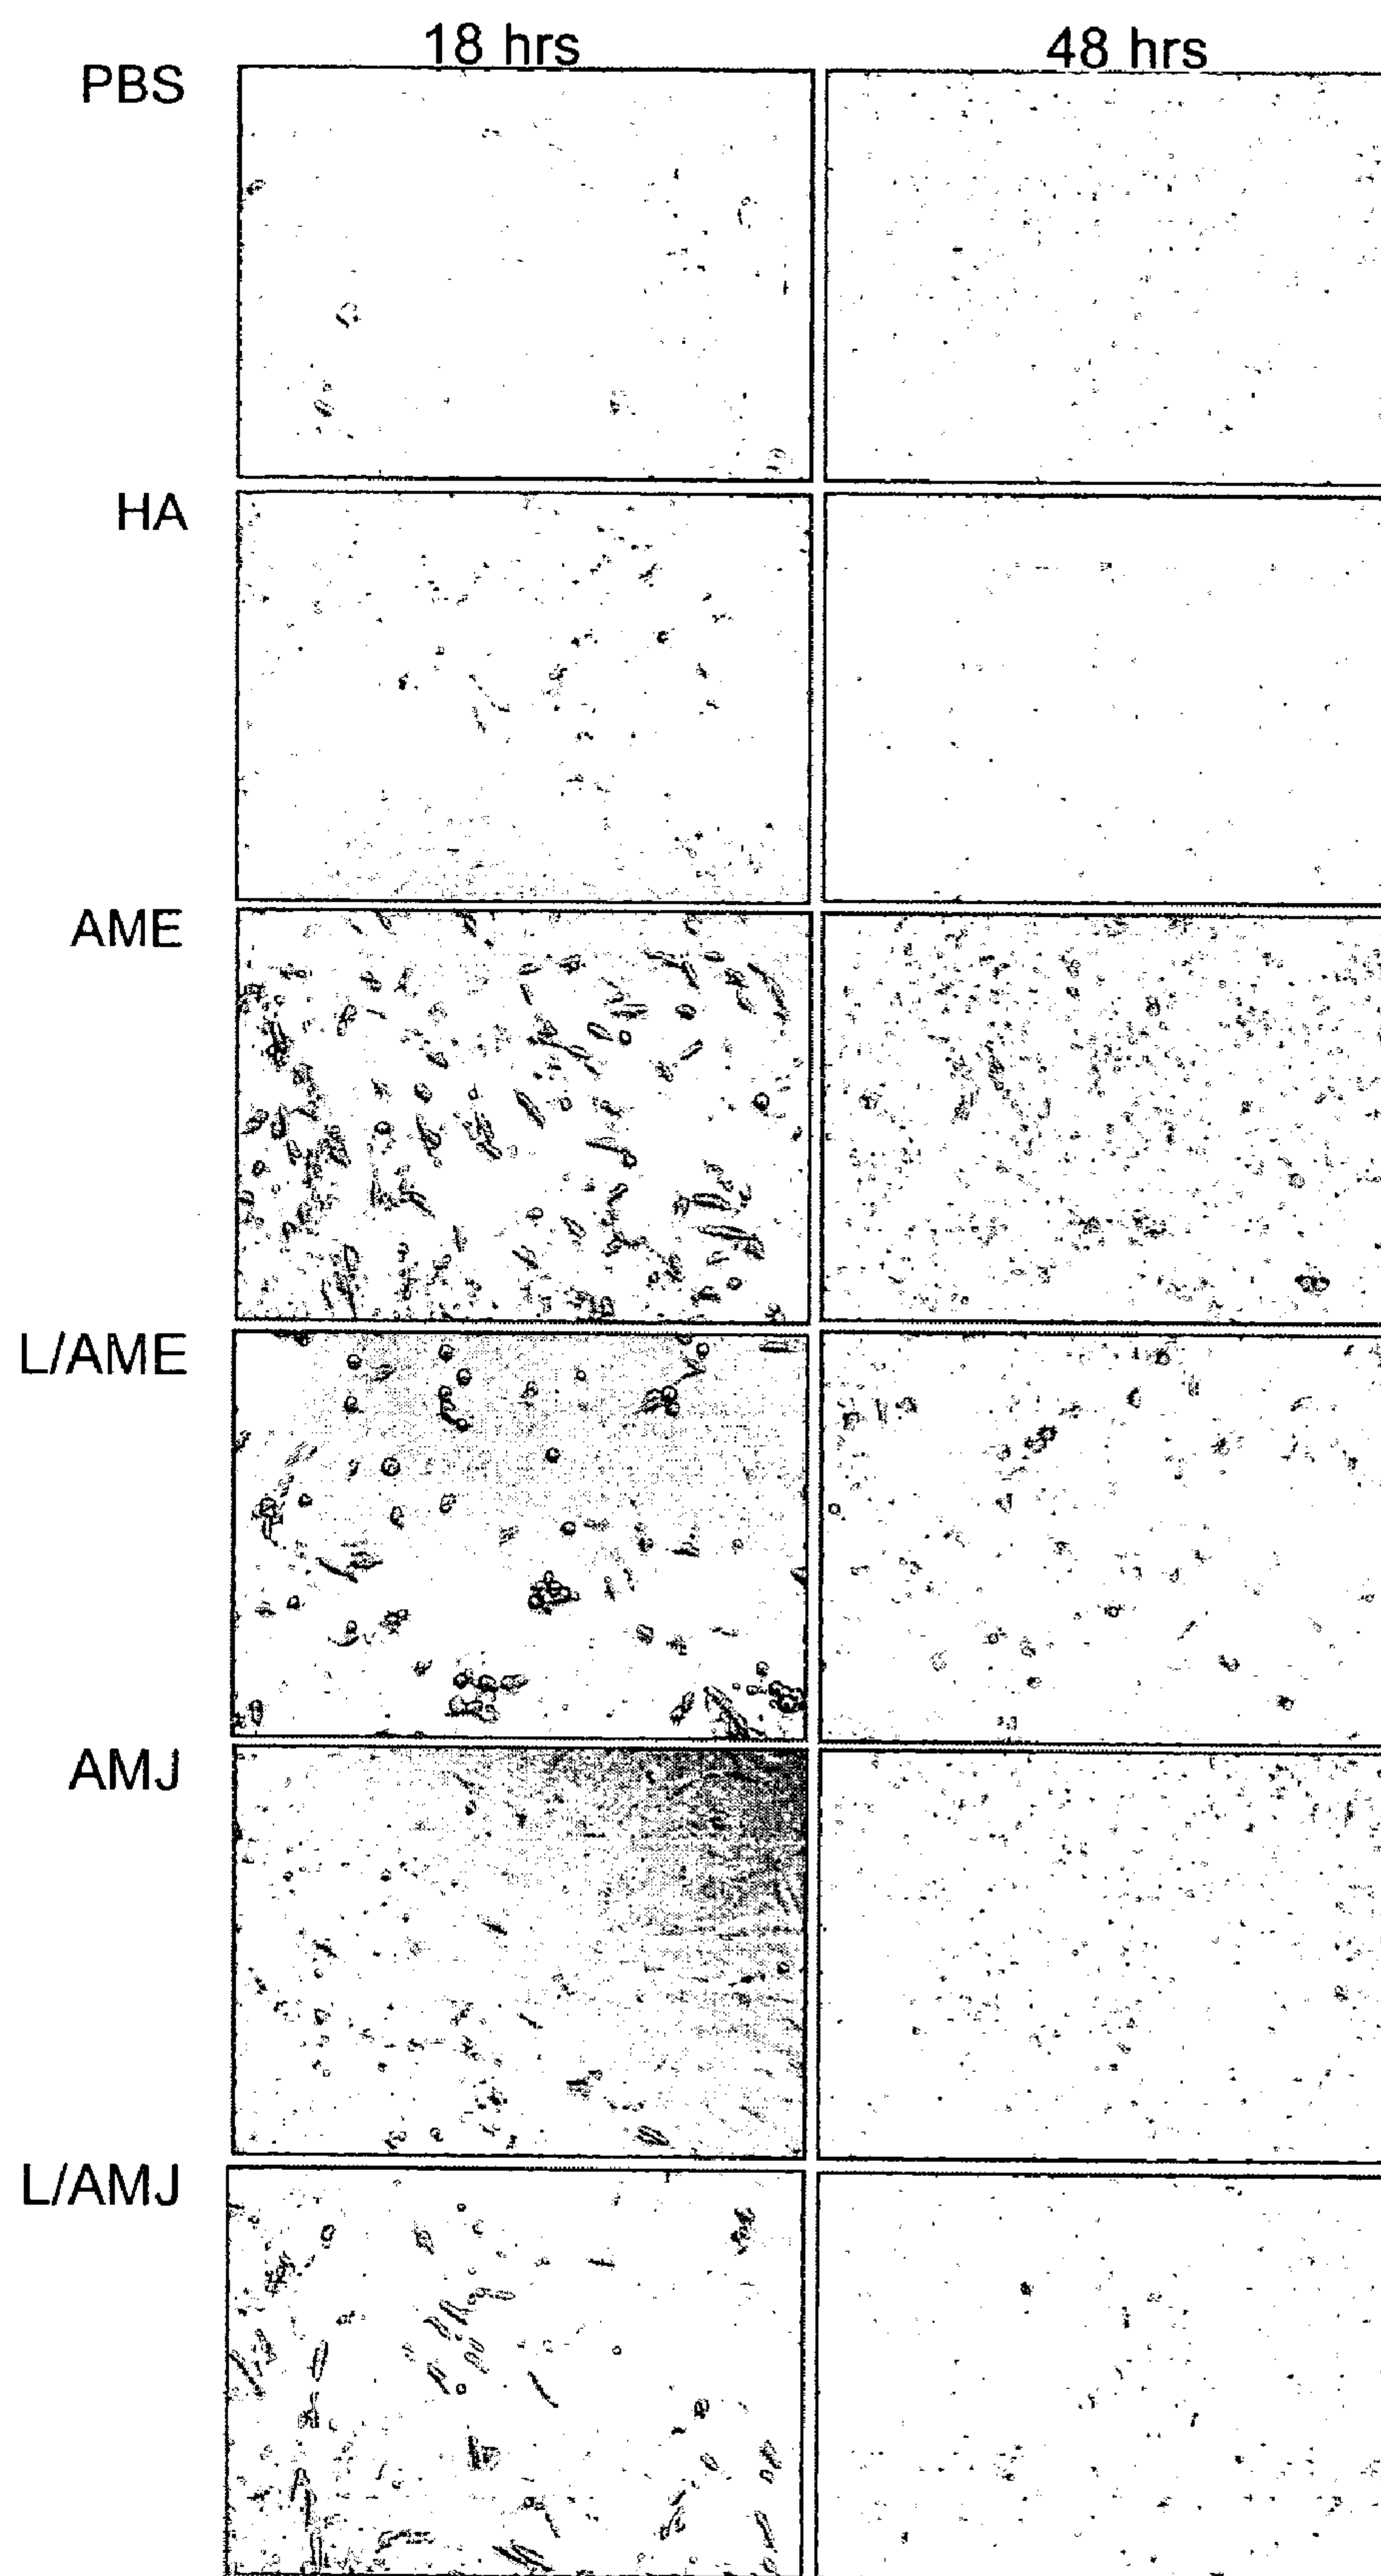 18 hrs 48 hrs
PBS
HA
AME
L/AME
AMJ
L/AMJ